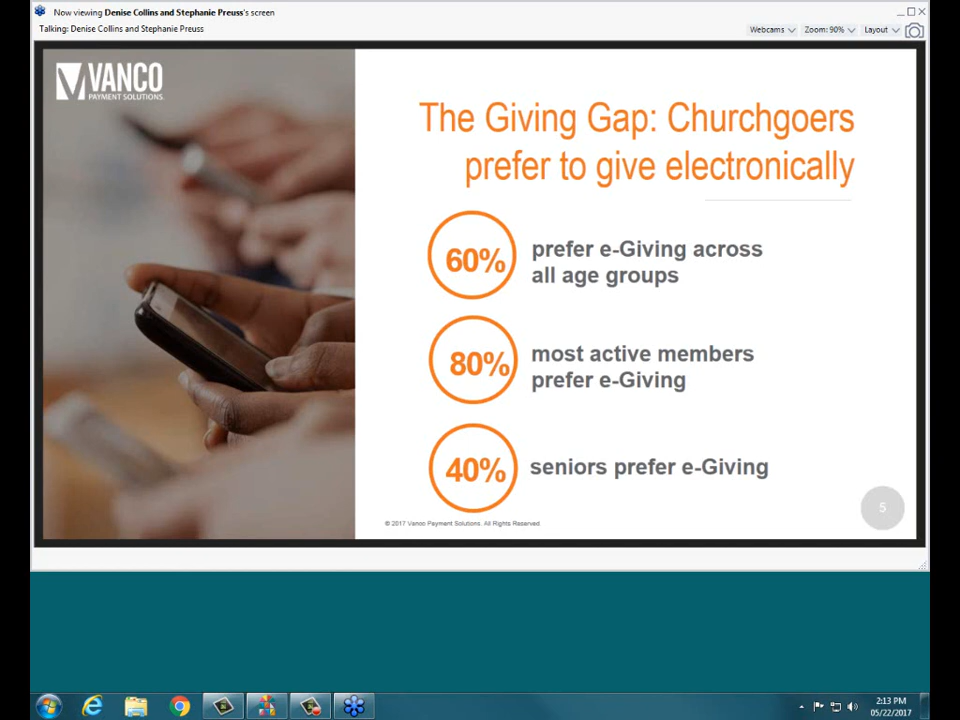 Now viewing Denise Collins and Stephanie Preuss's screen
Talking: Denise Collins and Stephanie Preuss
Webcams
Zoom: 90%
Layout
VANCO
PAYMENT SOLUTIONS.
The Giving Gap: Churchgoers
prefer to give electronically
60%
prefer e-Giving across
all age groups
80%
most active members
prefer e-Giving
40%
seniors prefer e-Giving
5
© 2017 Vanco Payment Solutions. All Rights Reserved
2:13 PM
05/22/2017